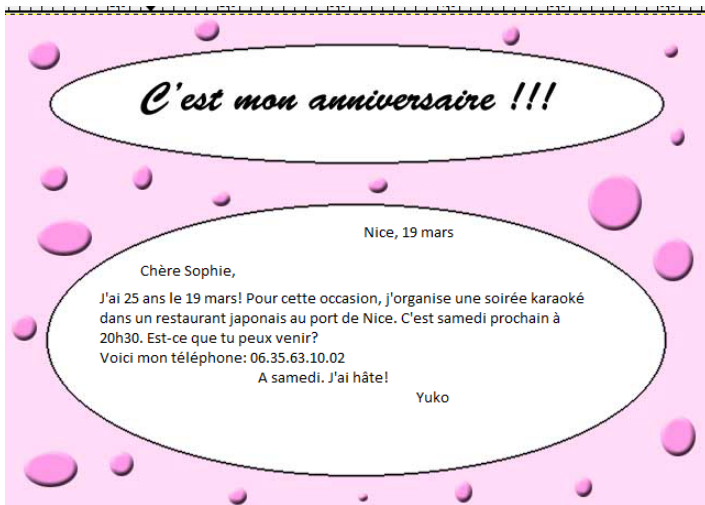 C'est mon anniversaire !!!
Nice, 19 mars
Chère Sophie,
J'ai 25 ans le 19 mars! Pour cette occasion, j'organise une soirée karaoké
dans un restaurant japonais au port de Nice. C'est samedi prochain à
20h30. Est-ce que tu peux venir?
Voici mon téléphone: 06.35.63.10.02
A samedi. J'ai hâte!
Yuko